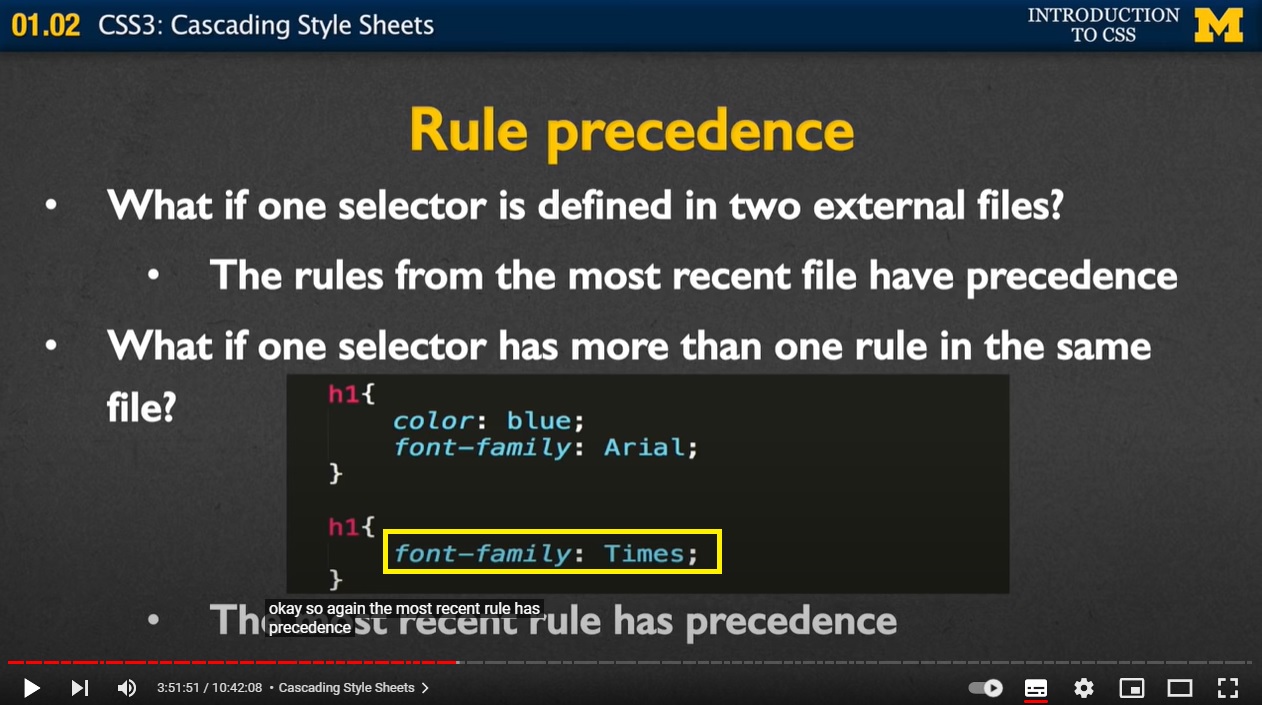 01.02 CSS3: Cascading Style Sheets
INTRODUCTION
TO CSS
M
Rule precedence
• What if one selector is defined in two external files?
• The rules from the most recent file have precedence
• What if one selector has more than one rule in the same
file?
h1{
color: blue;
font-family: Arial;
}
h1{
font-family: Times;
}
• The most recent rule has precedence
okay so again the most recent rule has
precedence
3:51:51 / 10:42:08 • Cascading Style Sheets